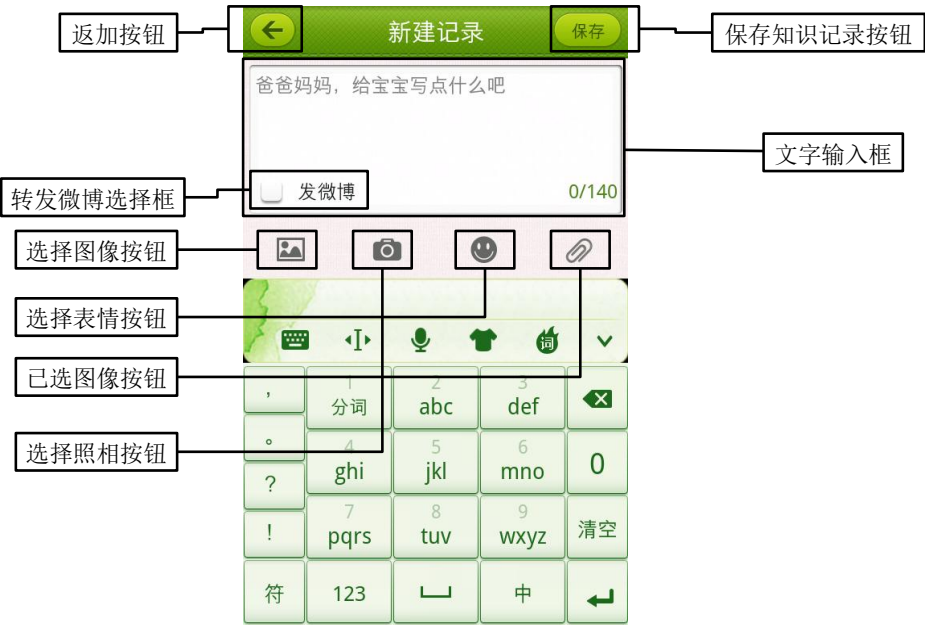 返加按钮
新建记录
保存
保存知识记录按钮
爸爸妈妈，给宝宝写点什么吧
文字输入框
转发微博选择框
发微博
0/140
选择图像按钮
选择表情按钮
词
已选图像按钮
,
1
分词
2
abc
3
def
选择照相按钮
。
4
ghi
5
jkl
6
mno
0
?
7
pqrs
8
tuv
9
wxyz
清空
!
符
123
中